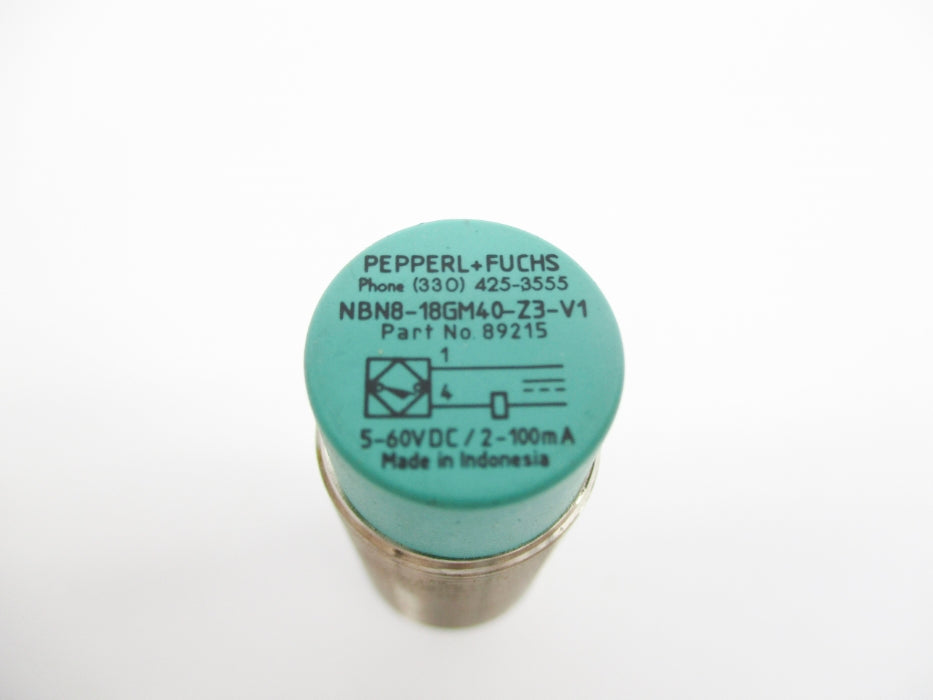 PEPPERL+FUCHS
Phone (330) 425-3555
NBN8-18GM40-Z3-V1
Part No. 89215
1
4
5-60VDC / 2-100mA
Made in Indonesia